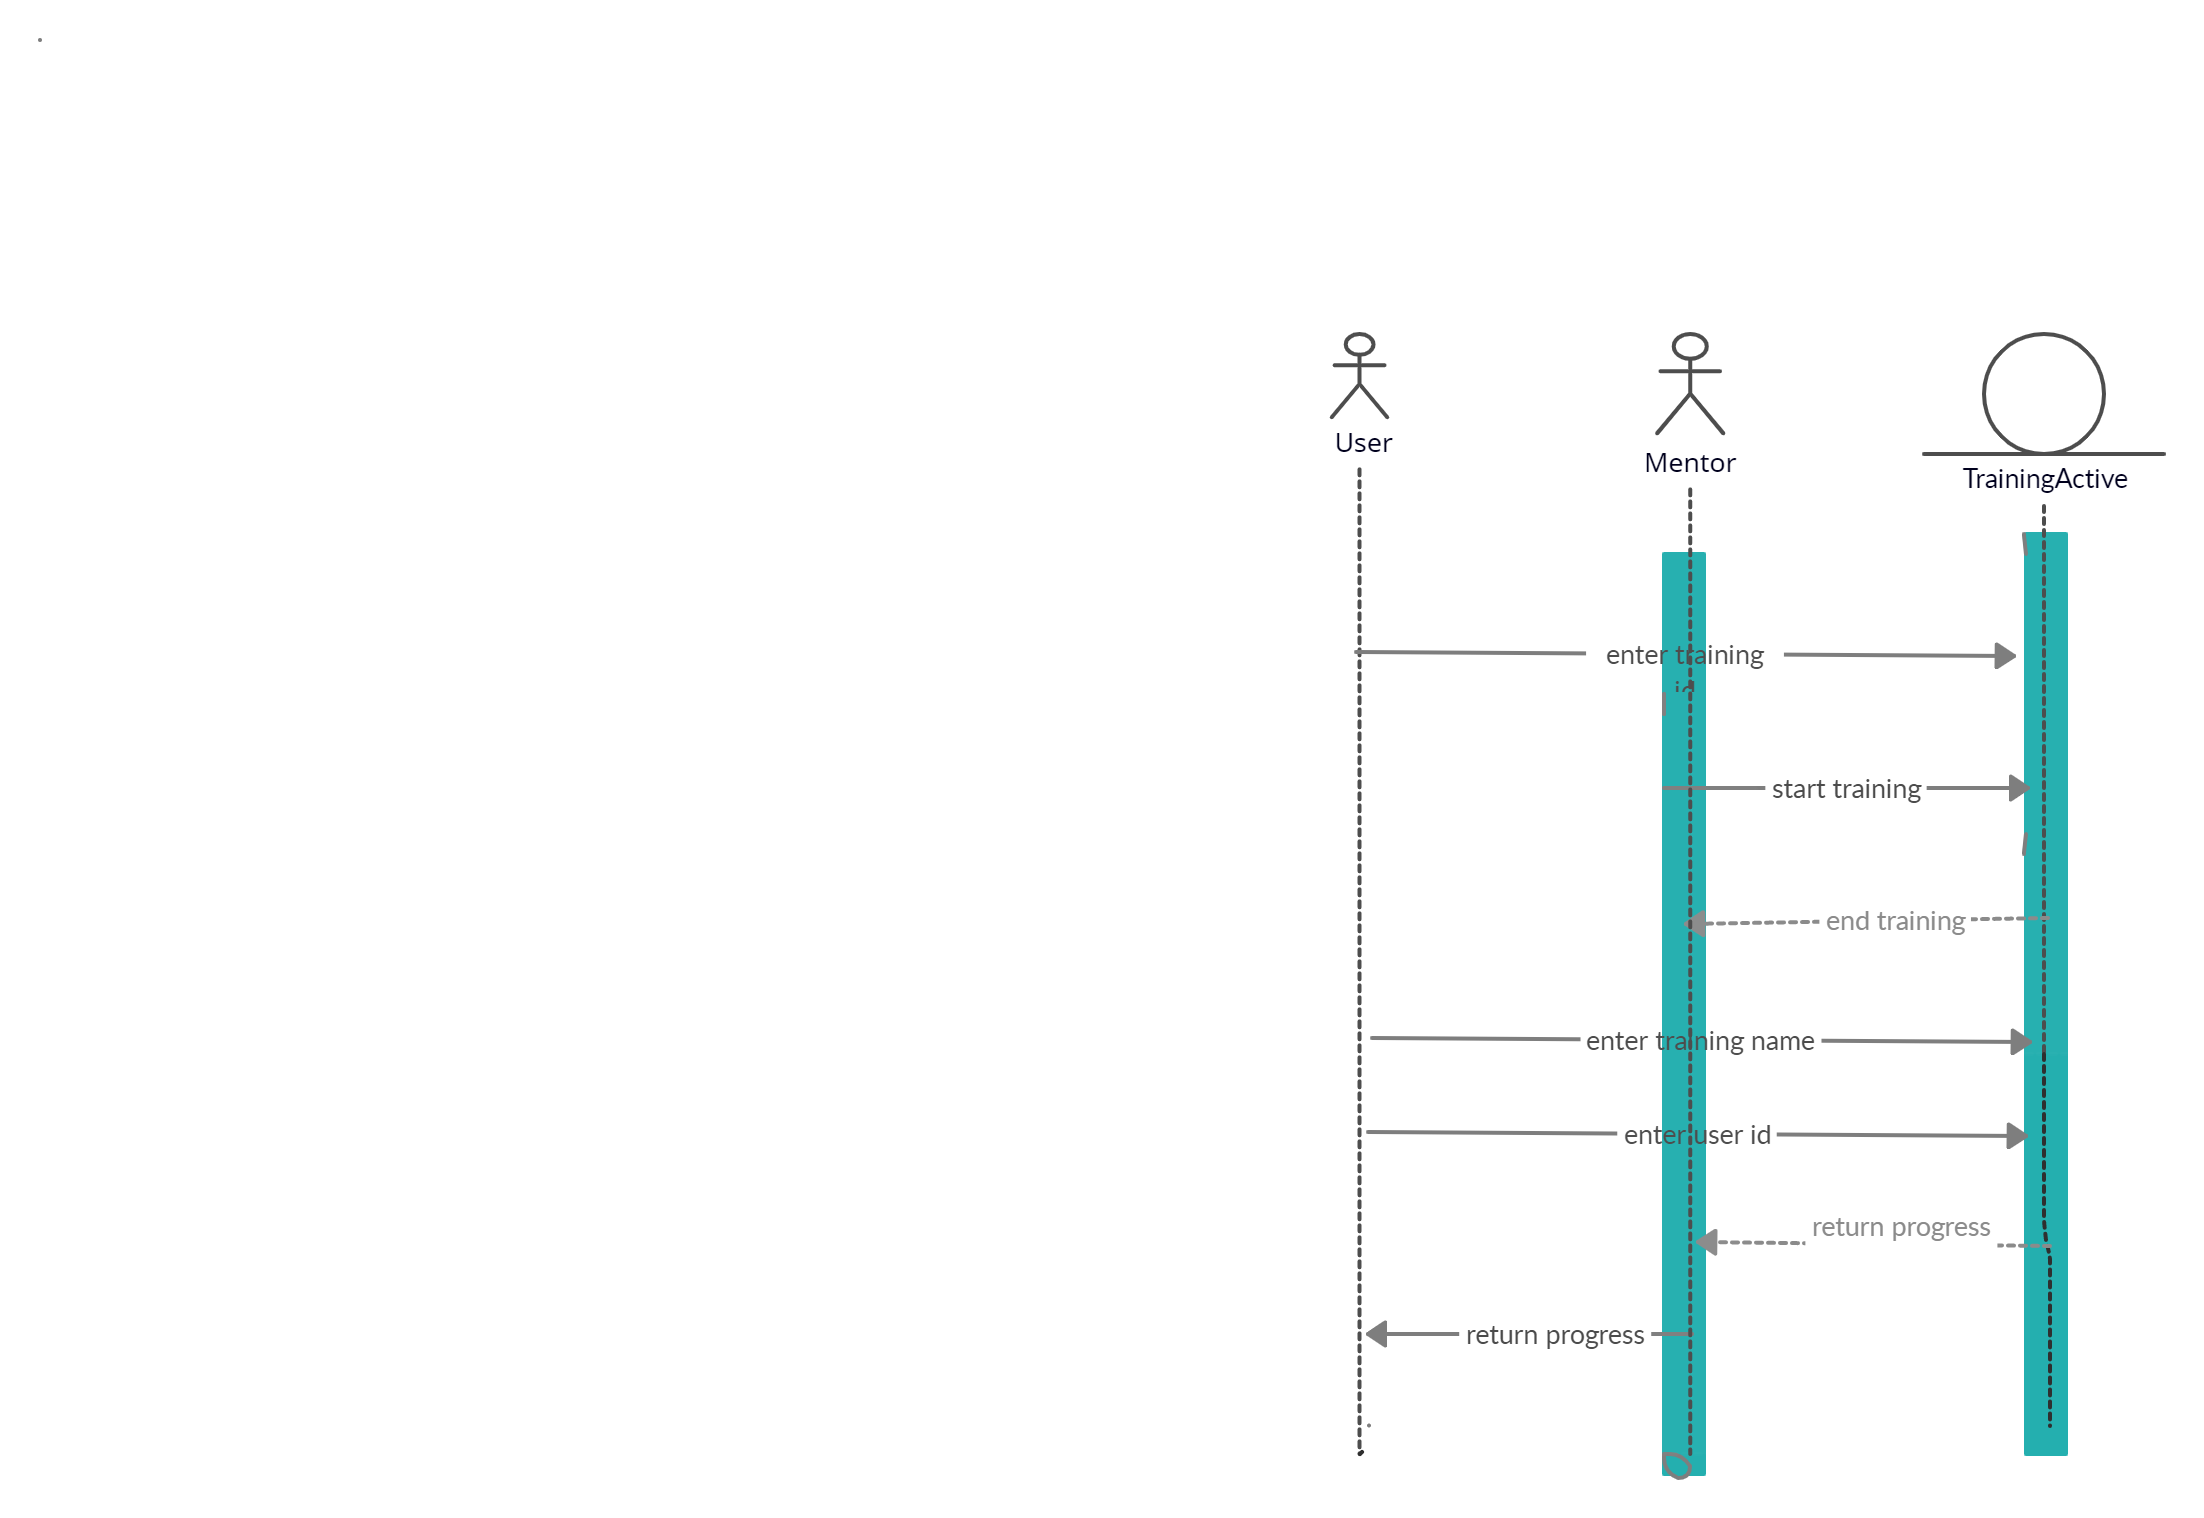 User
Mentor
TrainingActive
enter training
id
start training
end training
enter training name
enter user id
return progress
return progress